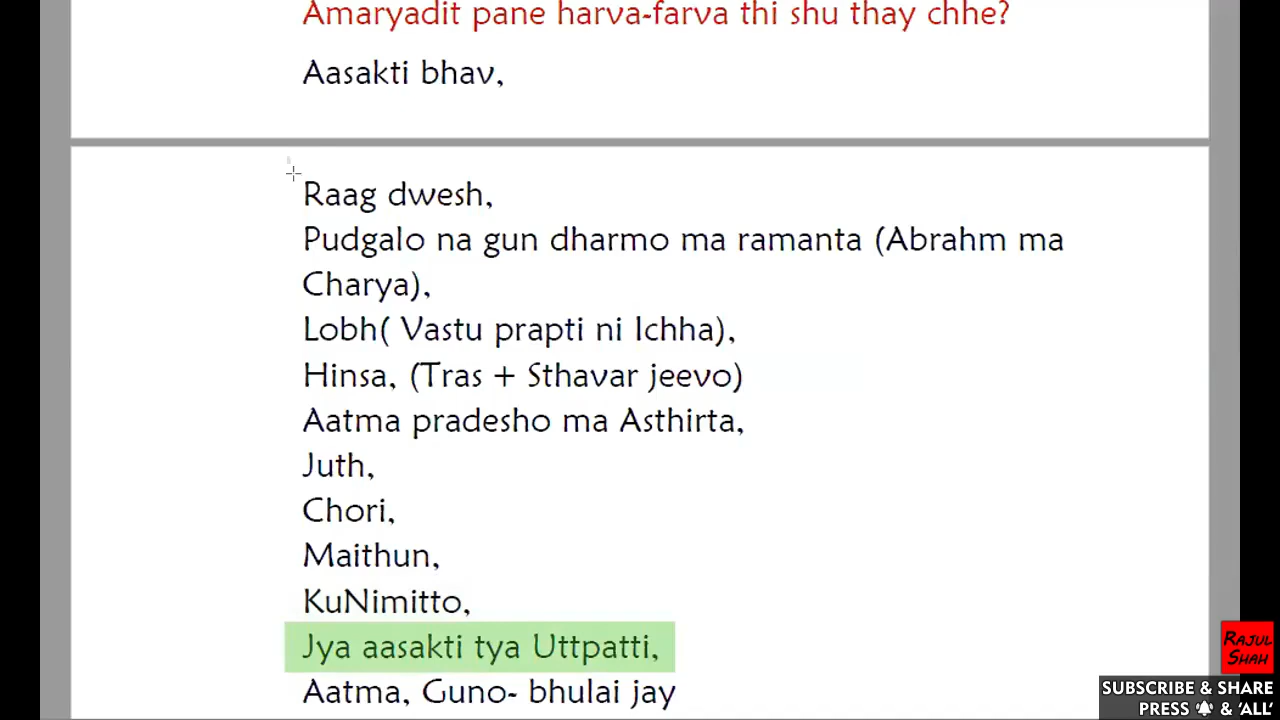 Amaryadit pane harva-farva thi shu thay chhe?
Aasakti bhav,
Raag dwesh,
Pudgalo na gun dharmo ma ramanta (Abrahm ma
Charya),
Lobh( Vastu prapti ni Ichha),
Hinsa, (Tras + Sthavar jeevo)
Aatma pradesho ma Asthirta,
Juth,
Chori,
Maithun,
KuNimitto,
Jya aasakti tya Uttpatti,
Aatma, Guno- bhulai jay
RAJUL
SHAH
SUBSCRIBE & SHARE
PRESS & 'ALL'